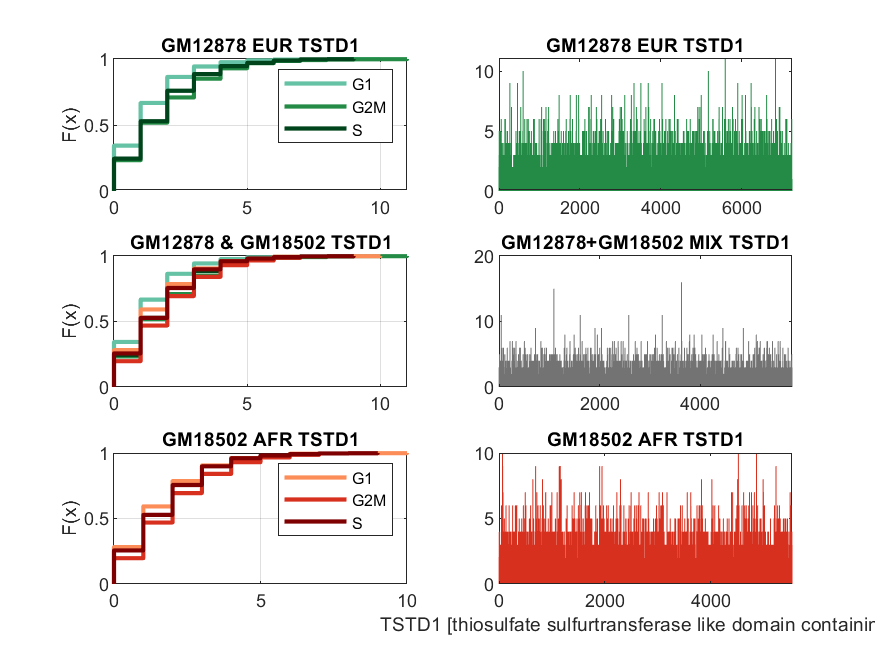 GM12878 EUR TSTD1
F(x)
1
0.5
0
0 5 10
G1
G2M
S
GM12878 EUR TSTD1
10
5
0
0 2000 4000 6000
GM12878 & GM18502 TSTD1
F(x)
1
0.5
0
0 5 10
GM12878+GM18502 MIX TSTD1
20
10
0
0 2000 4000
GM18502 AFR TSTD1
F(x)
1
0.5
0
0 5 10
G1
G2M
S
GM18502 AFR TSTD1
10
5
0
0 2000 4000
TSTD1 [thiosulfate sulfurtransferase like domain containin